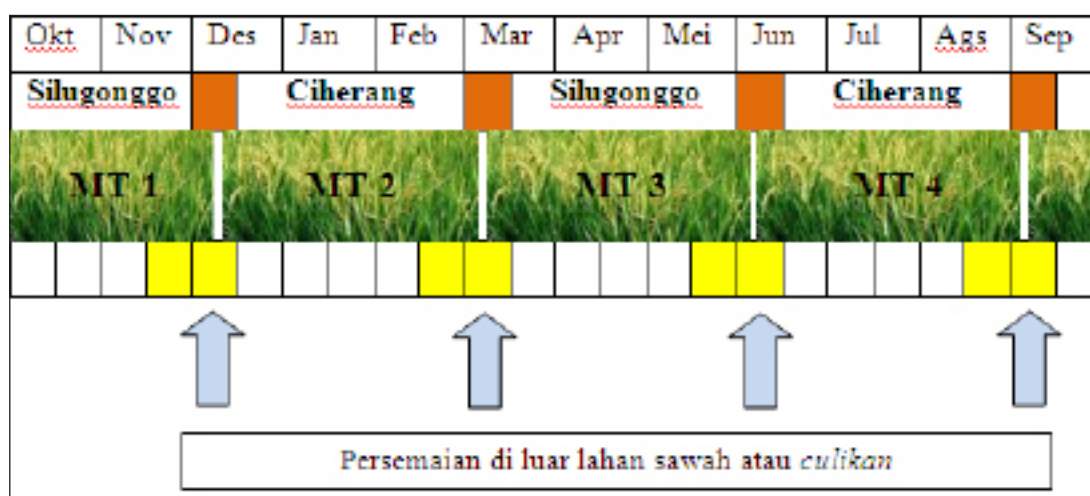 Okt Nov Des Jan Feb Mar Apr Mei Jun Jul Ags Sep
Silugonggo Ciherang Silugonggo Ciherang
MT 1 MT 2 MT 3 MT 4
Persemaian di luar lahan sawah atau culikan